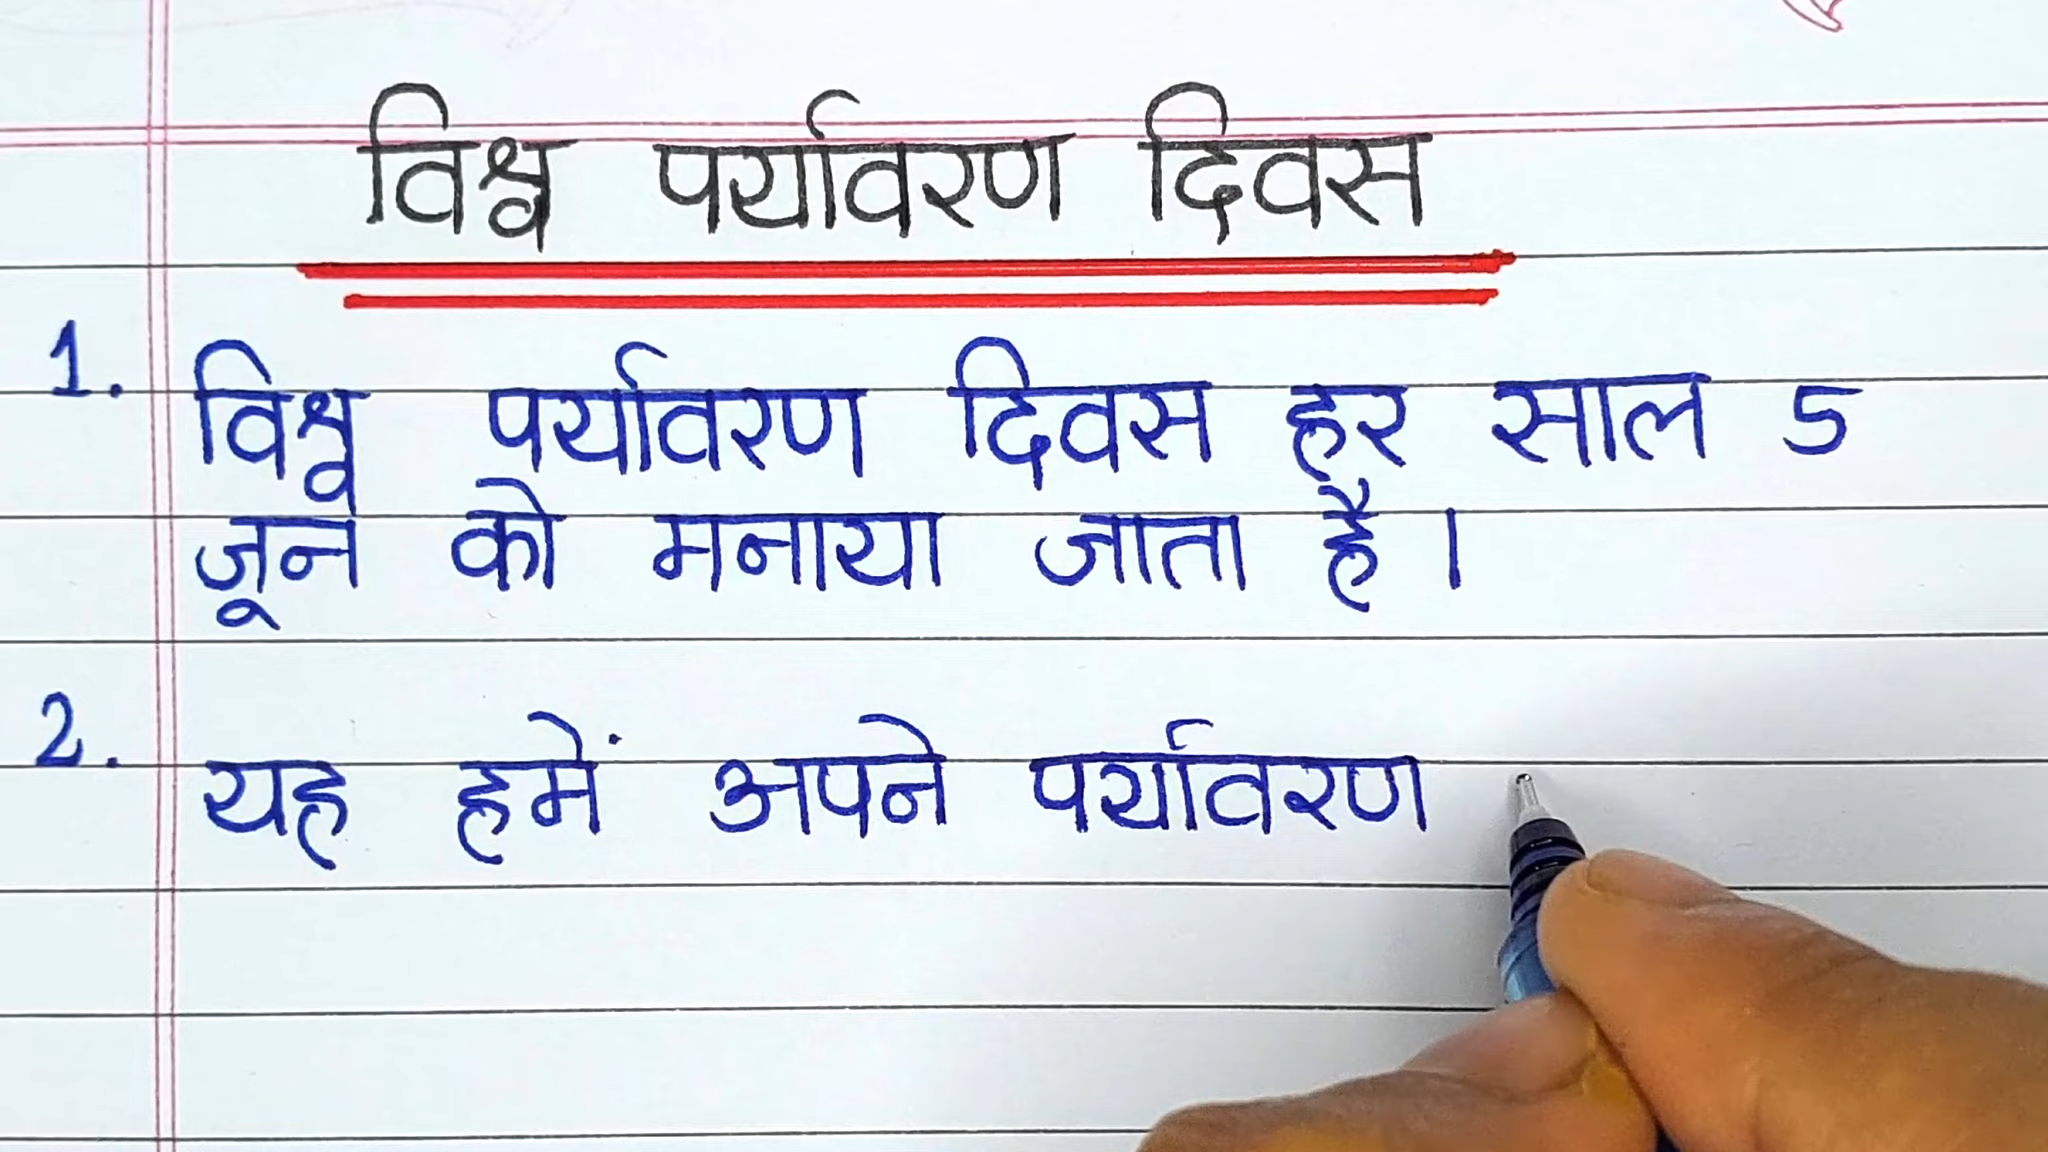 विश्व पर्यावरण दिवस
1. विश्व पर्यावरण दिवस हर साल 5
जून को मनाया जाता है।
2. यह हमें अपने पर्यावरण